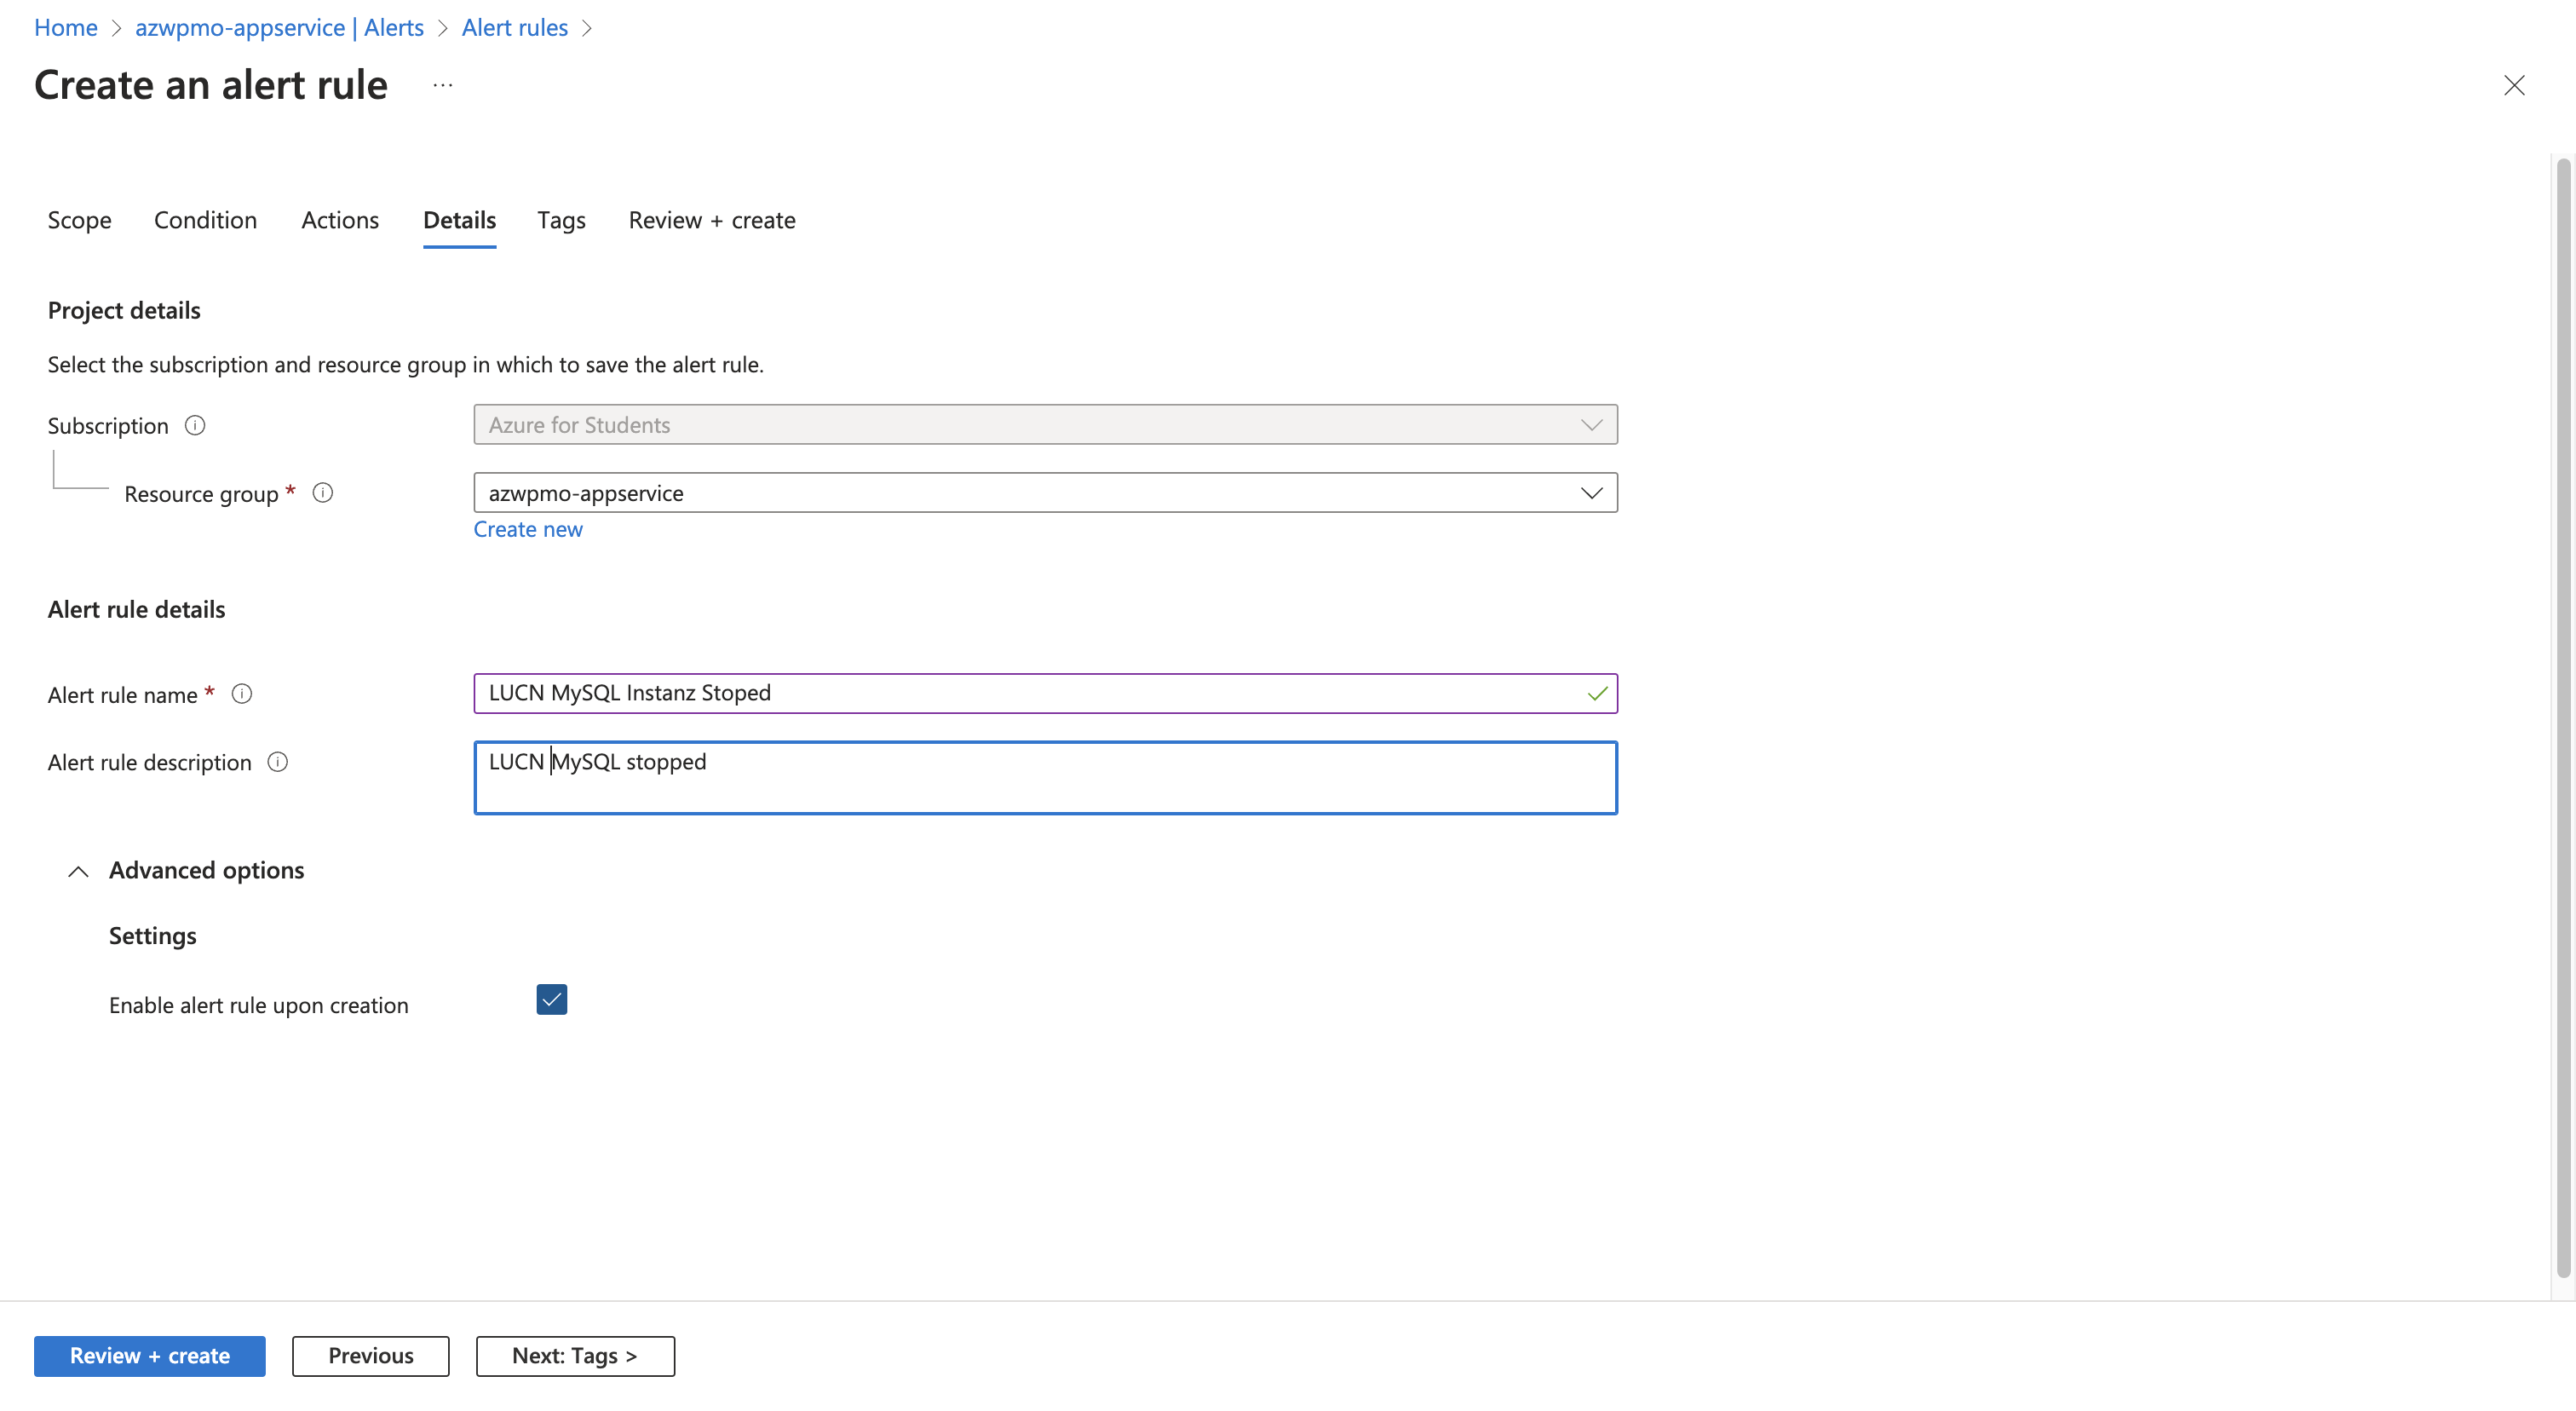 Home > azwpmo-appservice | Alerts > Alert rules >
Create an alert rule ...
Scope Condition Actions Details Tags Review + create
Project details
Select the subscription and resource group in which to save the alert rule.
Subscription Azure for Students
Resource group * azwpmo-appservice
Create new
Alert rule details
Alert rule name * LUCN MySQL Instanz Stoped
Alert rule description LUCN MySQL stopped
Advanced options
Settings
Enable alert rule upon creation
Review + create Previous Next: Tags >